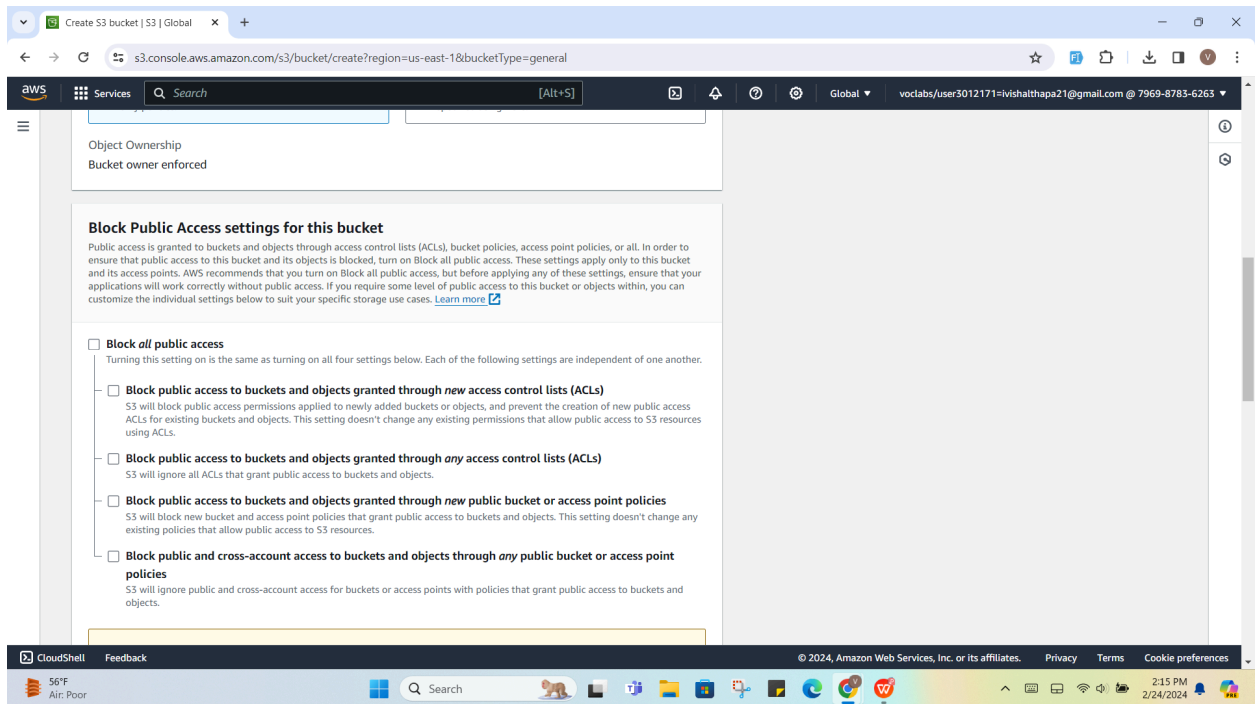 Create S3 bucket | S3 | Global
s3.console.aws.amazon.com/s3/bucket/create?region=us-east-1&bucketType=general
V
aws
Services
Search
[Alt+S]
Global
voclabs/user3012171=ivishalthapa21@gmail.com @ 7969-8783-6263
Object Ownership
Bucket owner enforced
Block Public Access settings for this bucket
Public access is granted to buckets and objects through access control lists (ACLs), bucket policies, access point policies, or all. In order to
ensure that public access to this bucket and its objects is blocked, turn on Block all public access. These settings apply only to this bucket
and its access points. AWS recommends that you turn on Block all public access, but before applying any of these settings, ensure that your
applications will work correctly without public access. If you require some level of public access to this bucket or objects within, you can
customize the individual settings below to suit your specific storage use cases. Learn more
Block all public access
Turning this setting on is the same as turning on all four settings below. Each of the following settings are independent of one another.
Block public access to buckets and objects granted through new access control lists (ACLs)
S3 will block public access permissions applied to newly added buckets or objects, and prevent the creation of new public access
ACLs for existing buckets and objects. This setting doesn't change any existing permissions that allow public access to S3 resources
using ACLs.
Block public access to buckets and objects granted through any access control lists (ACLs)
S3 will ignore all ACLs that grant public access to buckets and objects.
Block public access to buckets and objects granted through new public bucket or access point policies
S3 will block new bucket and access point policies that grant public access to buckets and objects. This setting doesn't change any
existing policies that allow public access to S3 resources.
Block public and cross-account access to buckets and objects through any public bucket or access point
policies
S3 will ignore public and cross-account access for buckets or access points with policies that grant public access to buckets and
objects.
CloudShell
Feedback
© 2024, Amazon Web Services, Inc. or its affiliates.
Privacy
Terms
Cookie preferences
56°F
Air: Poor
Search
2:15 PM
2/24/2024